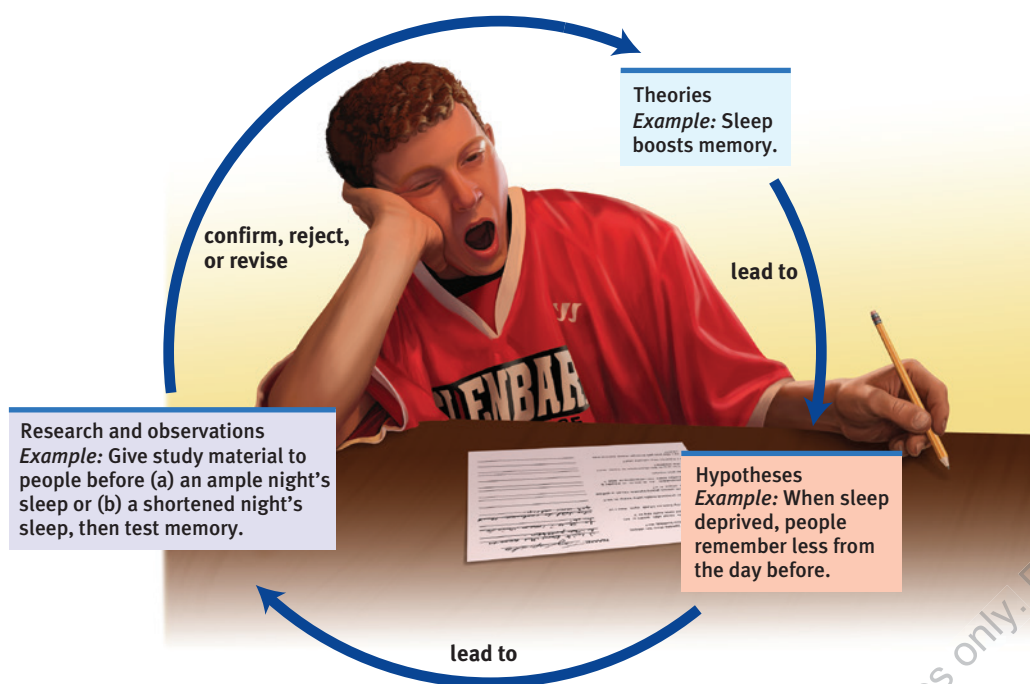 Theories
Example: Sleep
boosts memory.
confirm, reject,
or revise
lead to
Research and observations
Example: Give study material to
people before (a) an ample night's
sleep or (b) a shortened night's
sleep, then test memory.
Hypotheses
Example: When sleep
deprived, people
remember less from
the day before.
lead to
only.